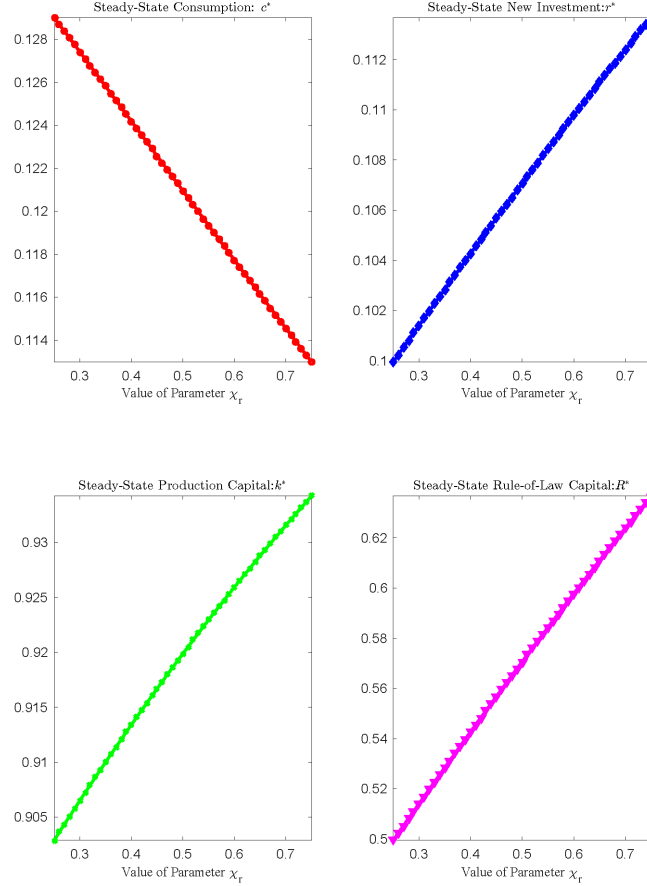 Steady-State Consumption: c*
0.128
0.126
0.124
0.122
0.12
0.118
0.116
0.114
0.3 0.4 0.5 0.6 0.7
Value of Parameter χr
Steady-State New Investment:r*
0.112
0.11
0.108
0.106
0.104
0.102
0.1
0.3 0.4 0.5 0.6 0.7
Value of Parameter χr
Steady-State Production Capital:k*
0.93
0.925
0.92
0.915
0.91
0.905
0.3 0.4 0.5 0.6 0.7
Value of Parameter χr
Steady-State Rule-of-Law Capital:R*
0.62
0.6
0.58
0.56
0.54
0.52
0.5
0.3 0.4 0.5 0.6 0.7
Value of Parameter χr